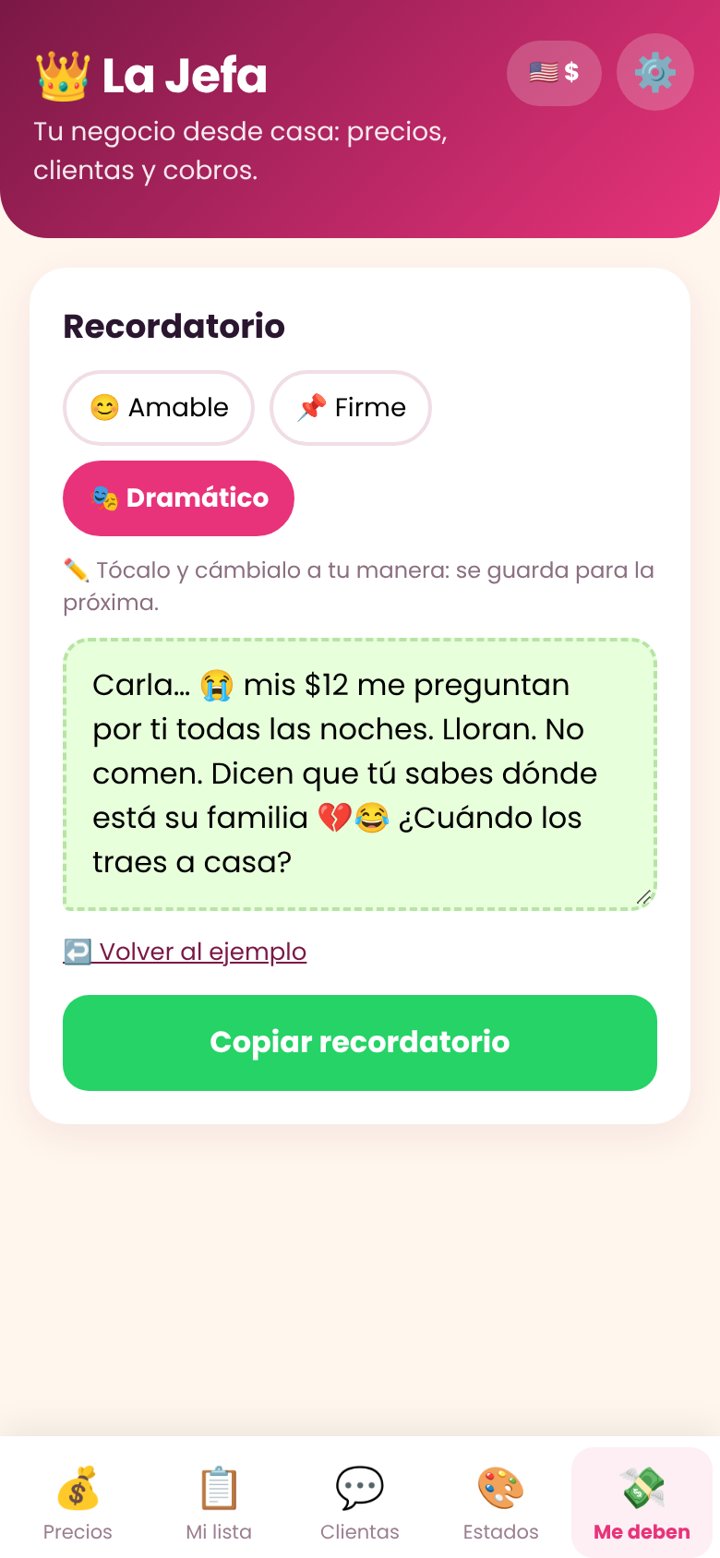 👑 La Jefa
🇺🇸 $
⚙️
Tu negocio desde casa: precios,
clientas y cobros.
Recordatorio
😊 Amable
📌 Firme
🎭 Dramático
✏️ Tócalo y cámbialo a tu manera: se guarda para la
próxima.
Carla... 😭 mis $12 me preguntan
por ti todas las noches. Lloran. No
comen. Dicen que tú sabes dónde
está su familia 💔😂 ¿Cuándo los
traes a casa?
↩️ Volver al ejemplo
Copiar recordatorio
Precios
Mi lista
Clientas
Estados
Me deben